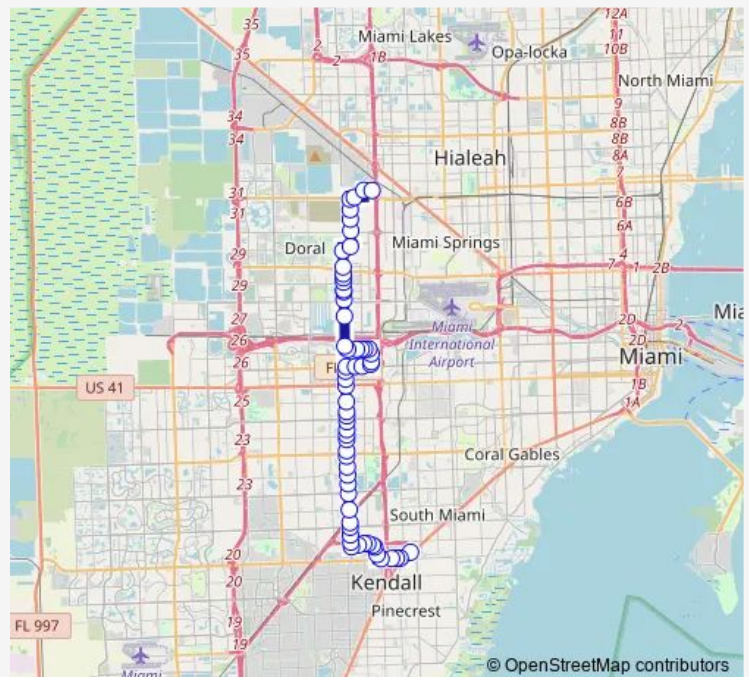 12A
35
2
Miami Lakes
11
10B
35
2
1B
Opa-locka
North Miami
9
34
8B
34
8B
Hialeah
8A
7
31
6B
31
6A
Doral
Miami Springs
29
4
7
1
2B
29
27
2D
Mia
26
Miami
International
Airport
2D
2
26
FL
Miami
US 41
1B
25
1A
23
Coral Gables
23
South Miami
20
20
Kendall
Pinecrest
FL 997
19
19
Miami
© OpenStreetMap contributors